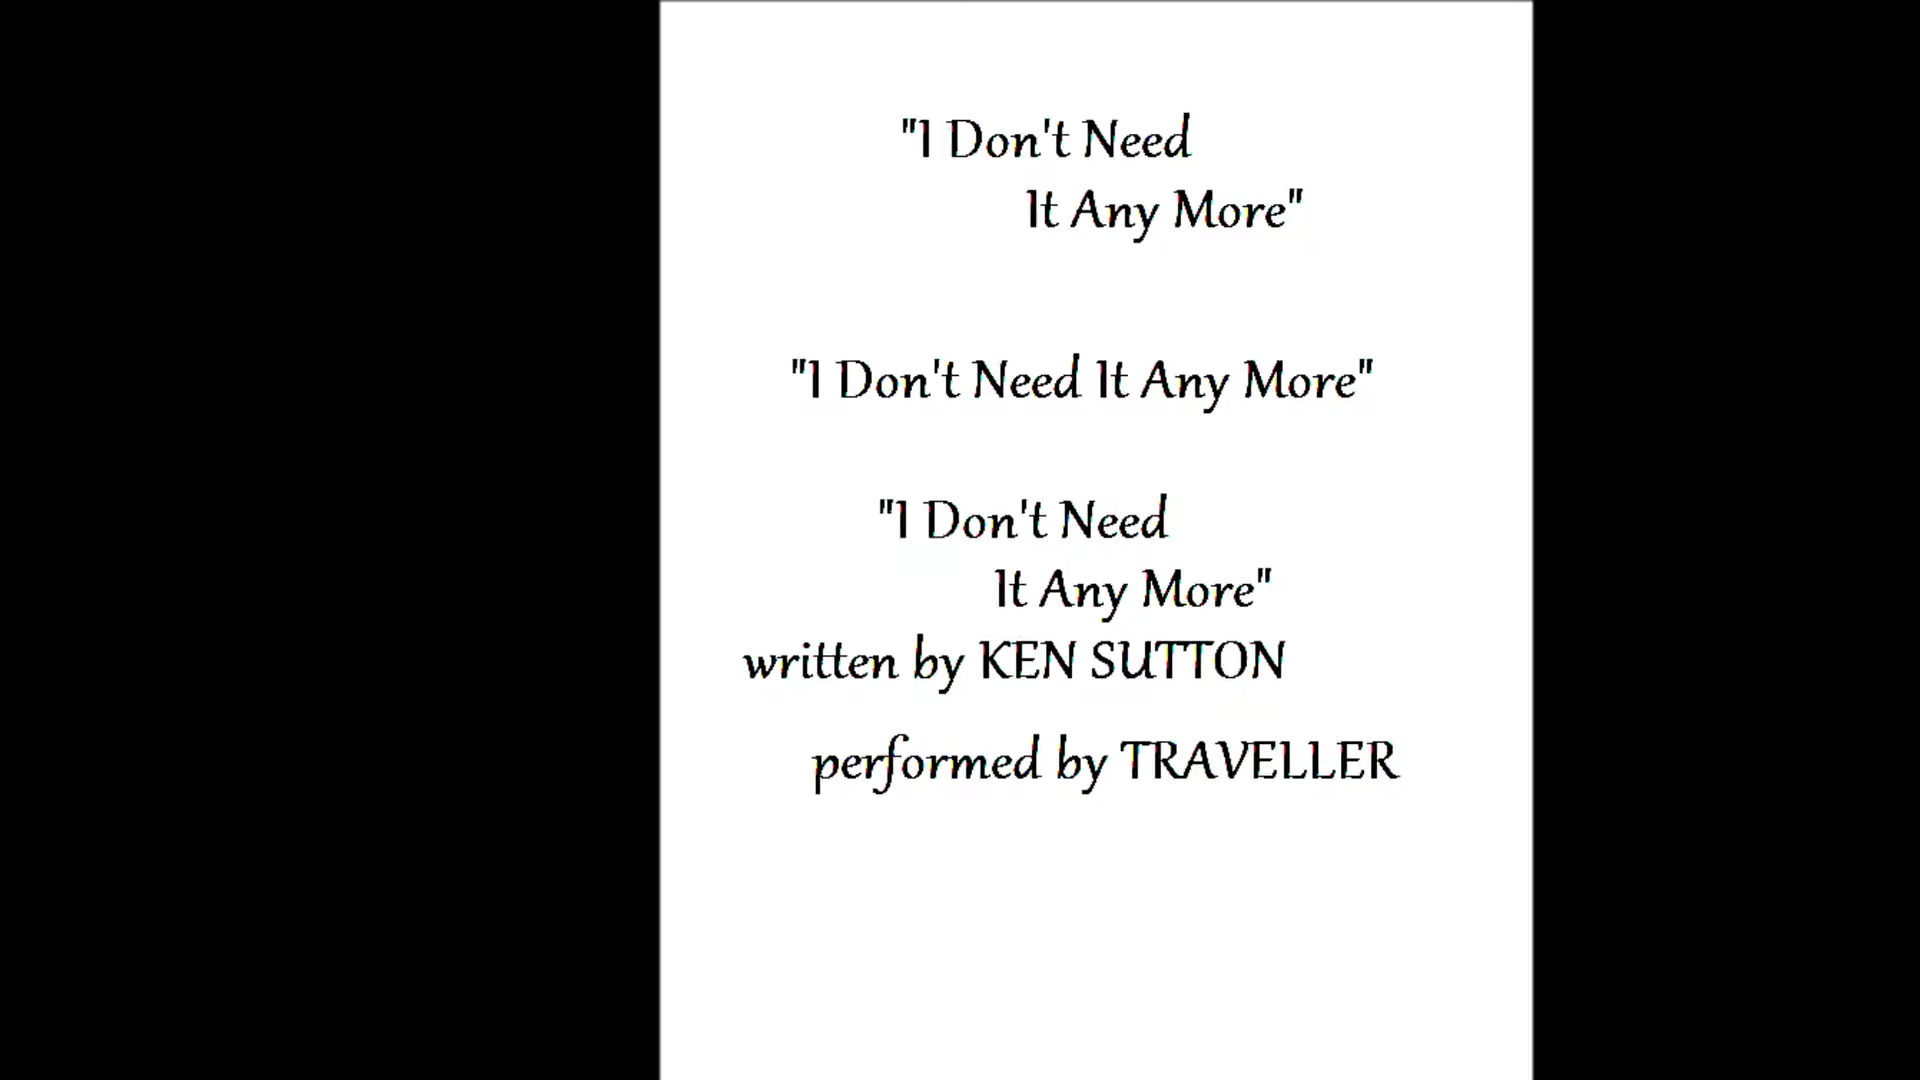 "I Don't Need
It Any More"
"I Don't Need It Any More"
"I Don't Need
It Any More"
written by KEN SUTTON
performed by TRAVELLER